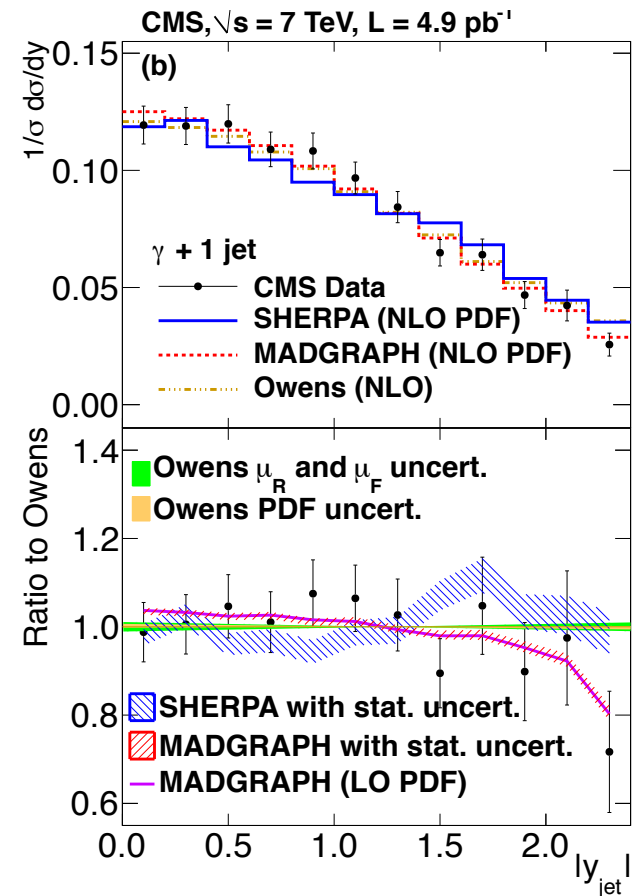 CMS, √s = 7 TeV, L = 4.9 pb⁻¹
(b)
1/σ dσ/dy
0.15
0.10
0.05
0.00
γ + 1 jet
CMS Data
SHERPA (NLO PDF)
MADGRAPH (NLO PDF)
Owens (NLO)
Ratio to Owens
1.4
1.2
1.0
0.8
0.6
Owens μ_R and μ_F uncert.
Owens PDF uncert.
SHERPA with stat. uncert.
MADGRAPH with stat. uncert.
MADGRAPH (LO PDF)
0.0 0.5 1.0 1.5 2.0
|y_jet|